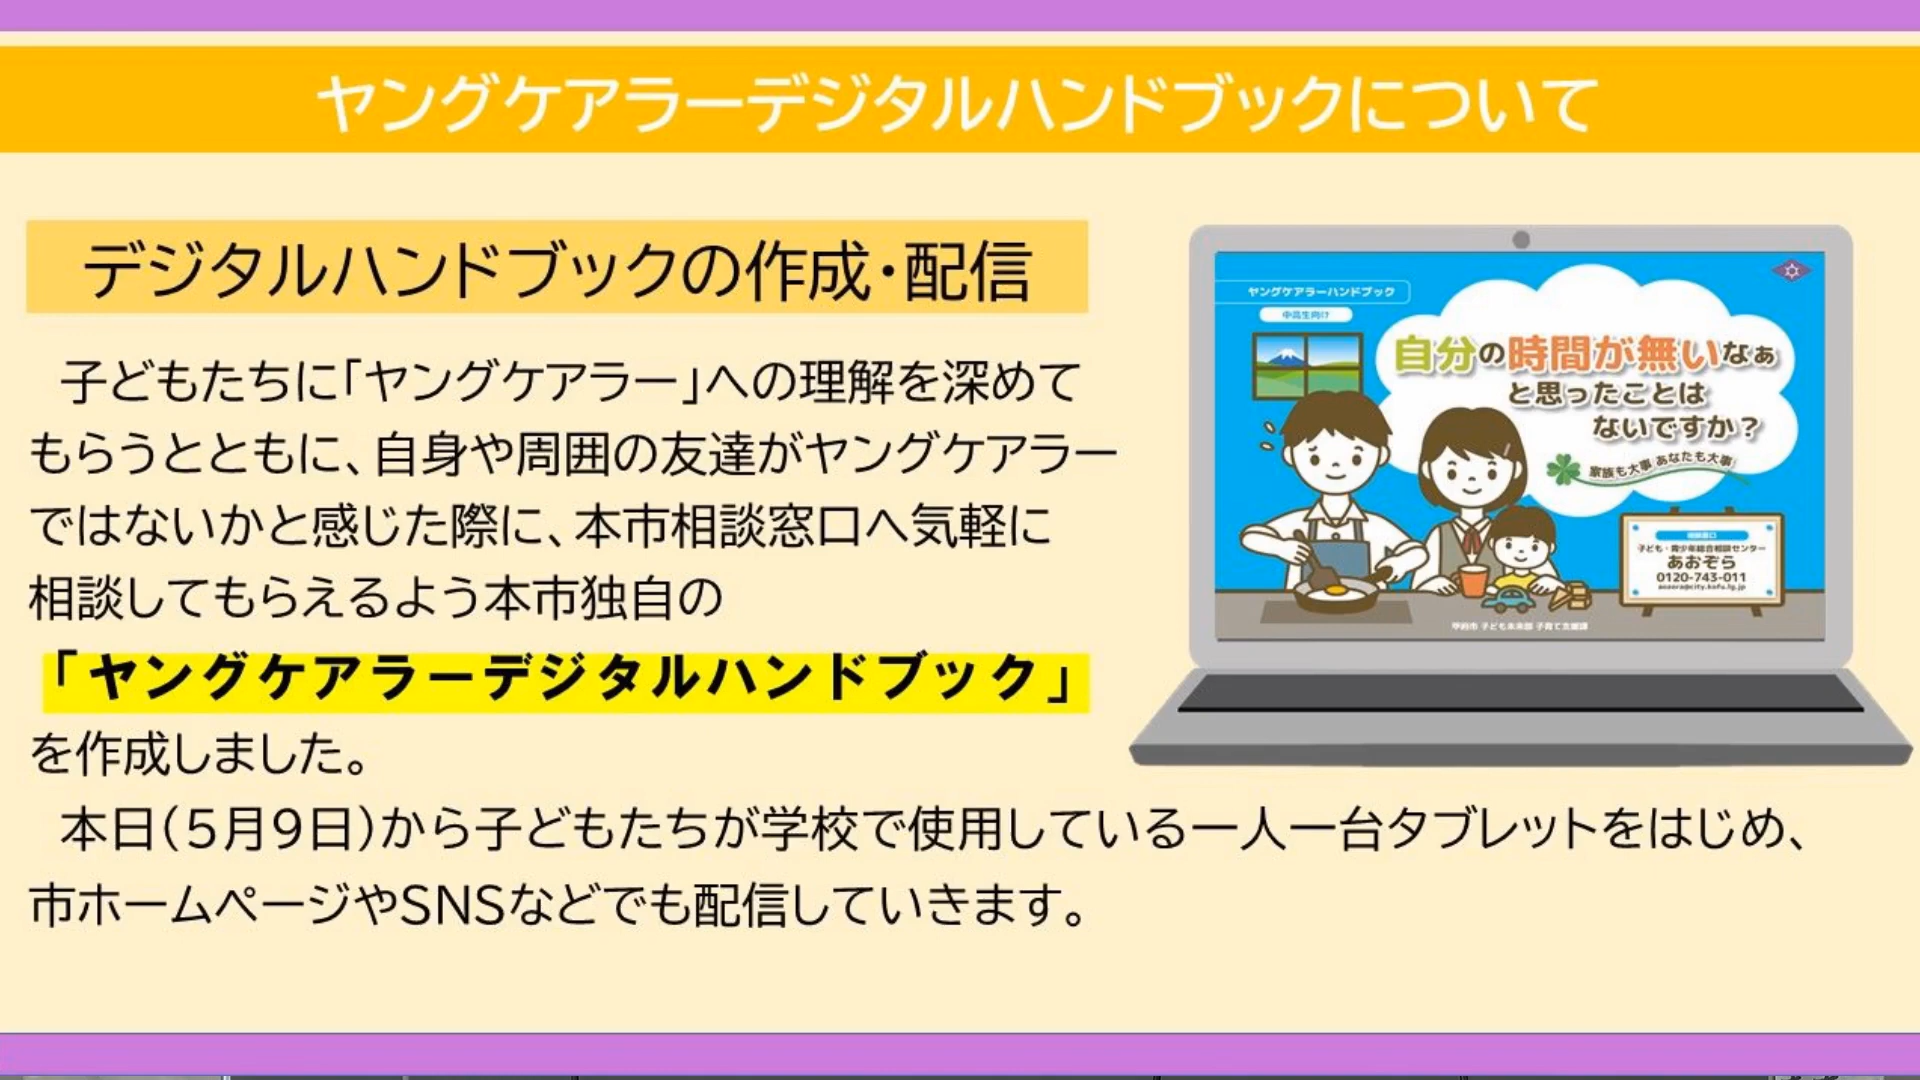 ヤングケアラーデジタルハンドブックについて
デジタルハンドブックの作成・配信
子どもたちに「ヤングケアラー」への理解を深めて
もらうとともに、自身や周囲の友達がヤングケアラー
ではないかと感じた際に、本市相談窓口へ気軽に
相談してもらえるよう本市独自の
「ヤングケアラーデジタルハンドブック」
を作成しました。
本日(5月9日)から子どもたちが学校で使用している一人一台タブレットをはじめ、
市ホームページやSNSなどでも配信していきます。
ヤングケアラーハンドブック
中高生向け
自分の時間が無いなぁ
と思ったことは
ないですか？
家族も大事 あなたも大事
相談窓口
子ども・青少年総合相談センター
あおぞら
0120-743-011
甲府市 子ども未来部 子育て支援課